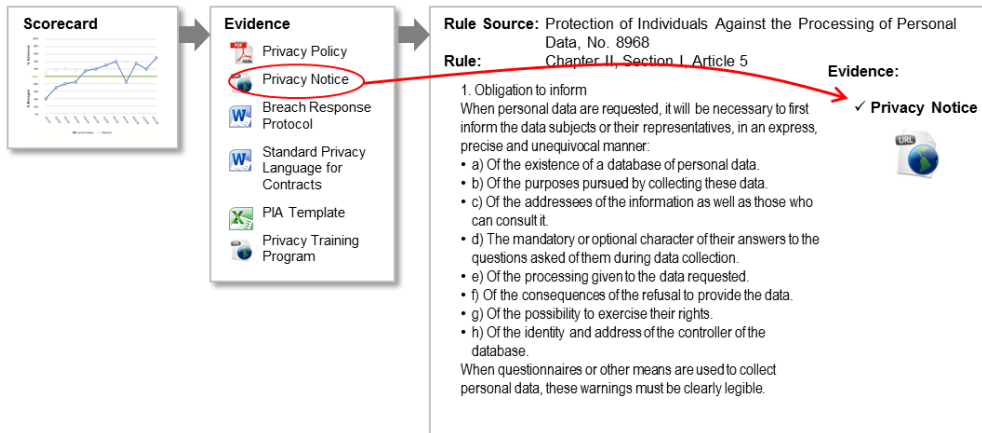 Scorecard
Evidence
Privacy Policy
Privacy Notice
Breach Response
Protocol
Standard Privacy
Language for
Contracts
PIA Template
Privacy Training
Program
Rule Source: Protection of Individuals Against the Processing of Personal
Data, No. 8968
Rule: Chapter II, Section I, Article 5
1. Obligation to inform
When personal data are requested, it will be necessary to first
inform the data subjects or their representatives, in an express,
precise and unequivocal manner:
• a) Of the existence of a database of personal data.
• b) Of the purposes pursued by collecting these data.
• c) Of the addressees of the information as well as those who
can consult it.
• d) The mandatory or optional character of their answers to the
questions asked of them during data collection.
• e) Of the processing given to the data requested.
• f) Of the consequences of the refusal to provide the data.
• g) Of the possibility to exercise their rights.
• h) Of the identity and address of the controller of the
database.
When questionnaires or other means are used to collect
personal data, these warnings must be clearly legible.
Evidence:
✓ Privacy Notice
URL